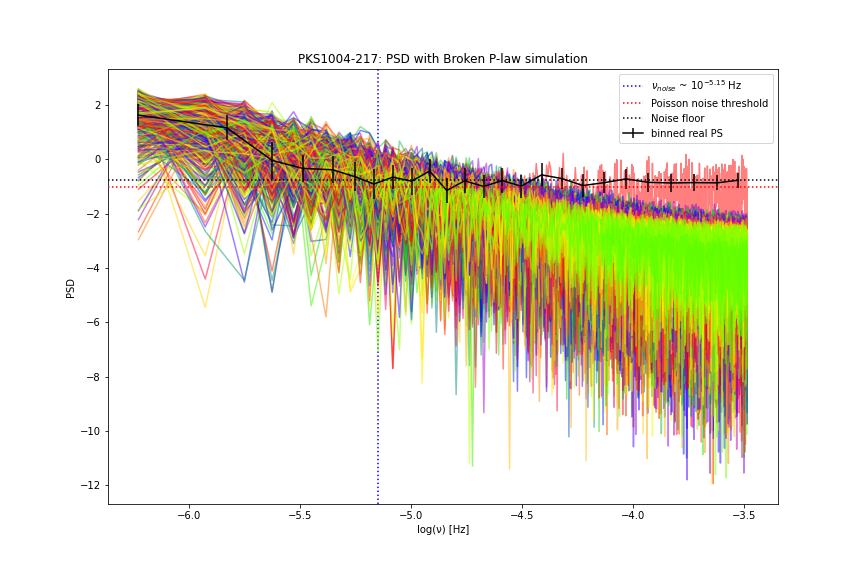 PKS1004-217: PSD with Broken P-law simulation
ν_noise ~ 10^−5.15 Hz
Poisson noise threshold
Noise floor
binned real PS
PSD
2
0
−2
−4
−6
−8
−10
−12
−6.0 −5.5 −5.0 −4.5 −4.0 −3.5
log(ν) [Hz]